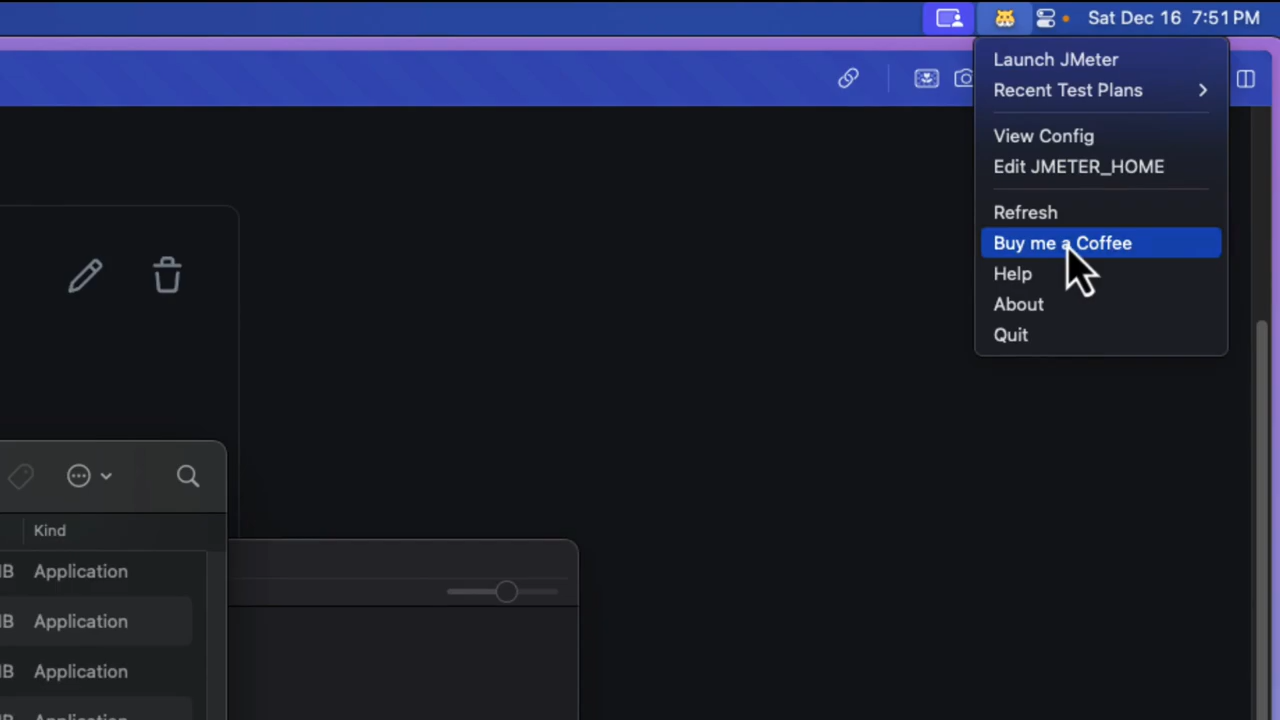 Sat Dec 16 7:51 PM
Launch JMeter
Recent Test Plans
View Config
Edit JMETER_HOME
Refresh
Buy me a Coffee
Help
About
Quit
Kind
Application
Application
Application